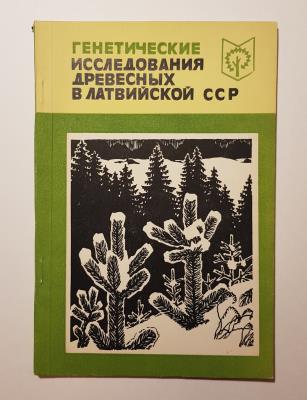 ГЕНЕТИЧЕСКИЕ
ИССЛЕДОВАНИЯ
ДРЕВЕСНЫХ
В ЛАТВИЙСКОЙ ССР